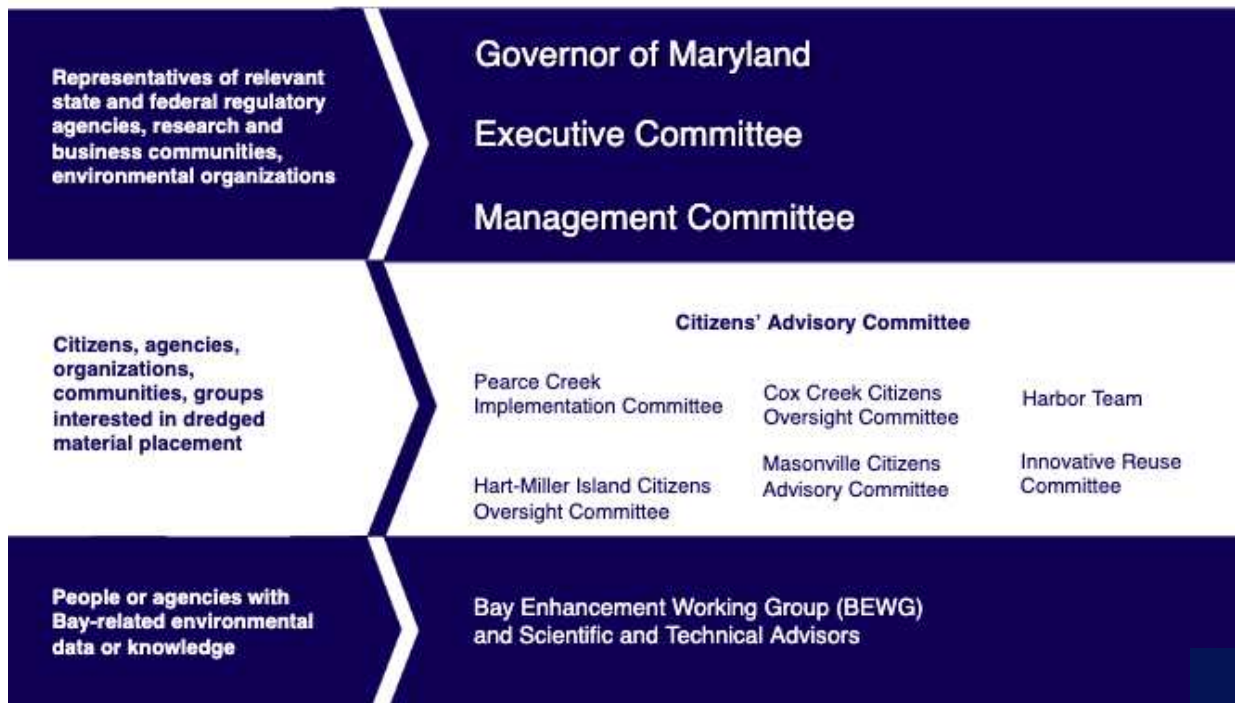 Representatives of relevant
state and federal regulatory
agencies, research and
business communities,
environmental organizations
Governor of Maryland
Executive Committee
Management Committee
Citizens, agencies,
organizations,
communities, groups
interested in dredged
material placement
Citizens’ Advisory Committee
Pearce Creek
Implementation Committee
Cox Creek Citizens
Oversight Committee
Harbor Team
Hart-Miller Island Citizens
Oversight Committee
Masonville Citizens
Advisory Committee
Innovative Reuse
Committee
People or agencies with
Bay-related environmental
data or knowledge
Bay Enhancement Working Group (BEWG)
and Scientific and Technical Advisors